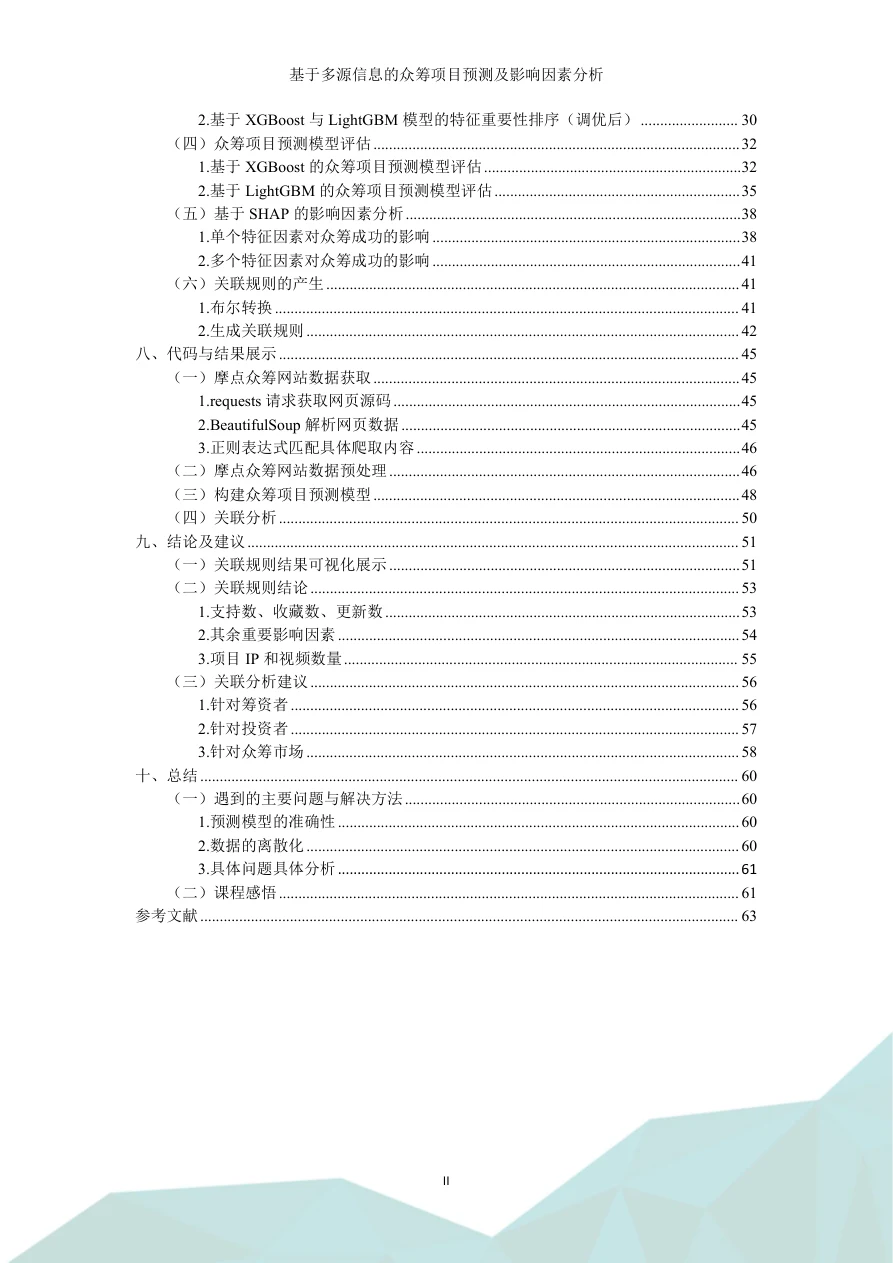 基于多源信息的众筹项目预测及影响因素分析
2.基于 XGBoost 与 LightGBM 模型的特征重要性排序（调优后） ......................... 30
（四）众筹项目预测模型评估 ..............................................................................................32
1.基于 XGBoost 的众筹项目预测模型评估 ..................................................................32
2.基于 LightGBM 的众筹项目预测模型评估 ...............................................................35
（五）基于 SHAP 的影响因素分析 ......................................................................................38
1.单个特征因素对众筹成功的影响 ...............................................................................38
2.多个特征因素对众筹成功的影响 ...............................................................................41
（六）关联规则的产生 .......................................................................................................... 41
1.布尔转换 ....................................................................................................................... 41
2.生成关联规则 ............................................................................................................... 42
八、代码与结果展示 ...................................................................................................................... 45
（一）摩点众筹网站数据获取 ..............................................................................................45
1.requests 请求获取网页源码 .........................................................................................45
2.BeautifulSoup 解析网页数据 .......................................................................................45
3.正则表达式匹配具体爬取内容 ...................................................................................46
（二）摩点众筹网站数据预处理 ..........................................................................................46
（三）构建众筹项目预测模型 .............................................................................................. 48
（四）关联分析 ...................................................................................................................... 50
九、结论及建议 .............................................................................................................................. 51
（一）关联规则结果可视化展示 ..........................................................................................51
（二）关联规则结论 .............................................................................................................. 53
1.支持数、收藏数、更新数 ...........................................................................................53
2.其余重要影响因素 ....................................................................................................... 54
3.项目 IP 和视频数量 ..................................................................................................... 55
（三）关联分析建议 .............................................................................................................. 56
1.针对筹资者 ................................................................................................................... 56
2.针对投资者 ................................................................................................................... 57
3.针对众筹市场 ............................................................................................................... 58
十、总结 .......................................................................................................................................... 60
（一）遇到的主要问题与解决方法 ......................................................................................60
1.预测模型的准确性 ....................................................................................................... 60
2.数据的离散化 ............................................................................................................... 60
3.具体问题具体分析 .......................................................................................................61
（二）课程感悟 ...................................................................................................................... 61
参考文献 .......................................................................................................................................... 63
II